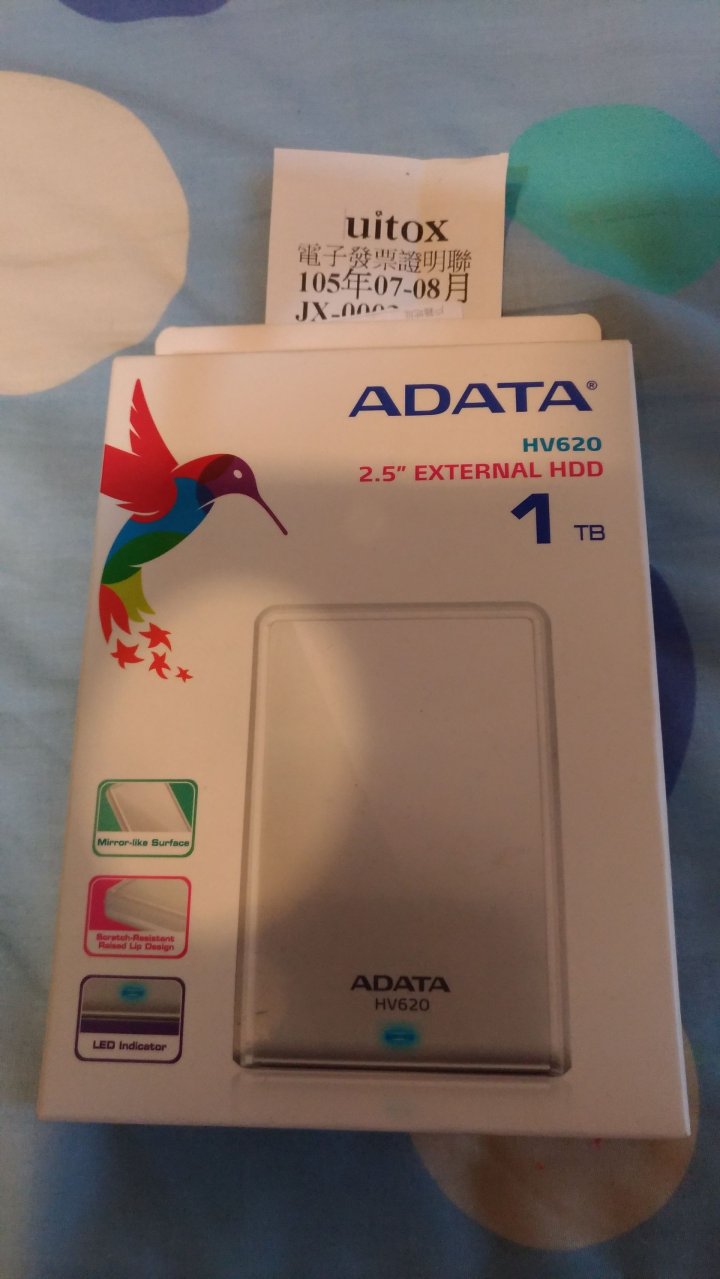 uitox
電子發票證明聯
105年07-08月
ADATA®
HV620
2.5" EXTERNAL HDD
1 TB
Mirror-like Surface
Scratch-Resistant
Raised Lip Design
LED Indicator
ADATA
HV620